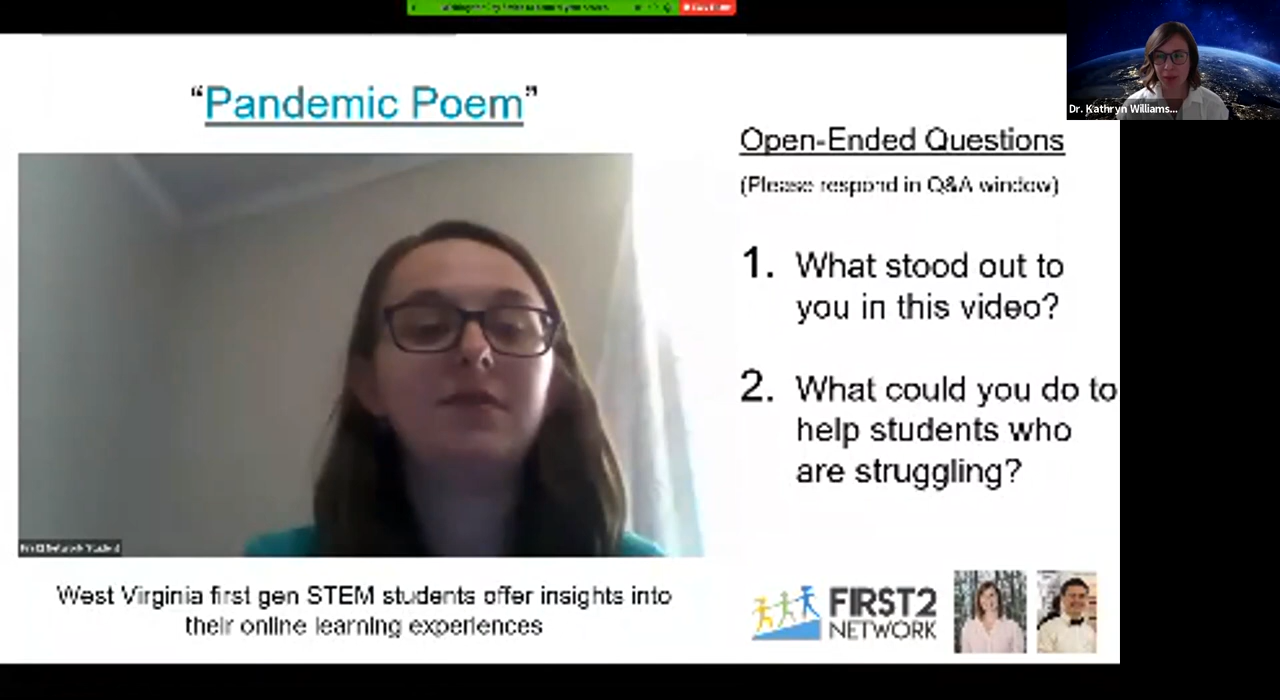 “Pandemic Poem”
Dr. Kathryn Williams...
Open-Ended Questions
(Please respond in Q&A window)
1. What stood out to
you in this video?
2. What could you do to
help students who
are struggling?
West Virginia first gen STEM students offer insights into
their online learning experiences
FIRST2
NETWORK